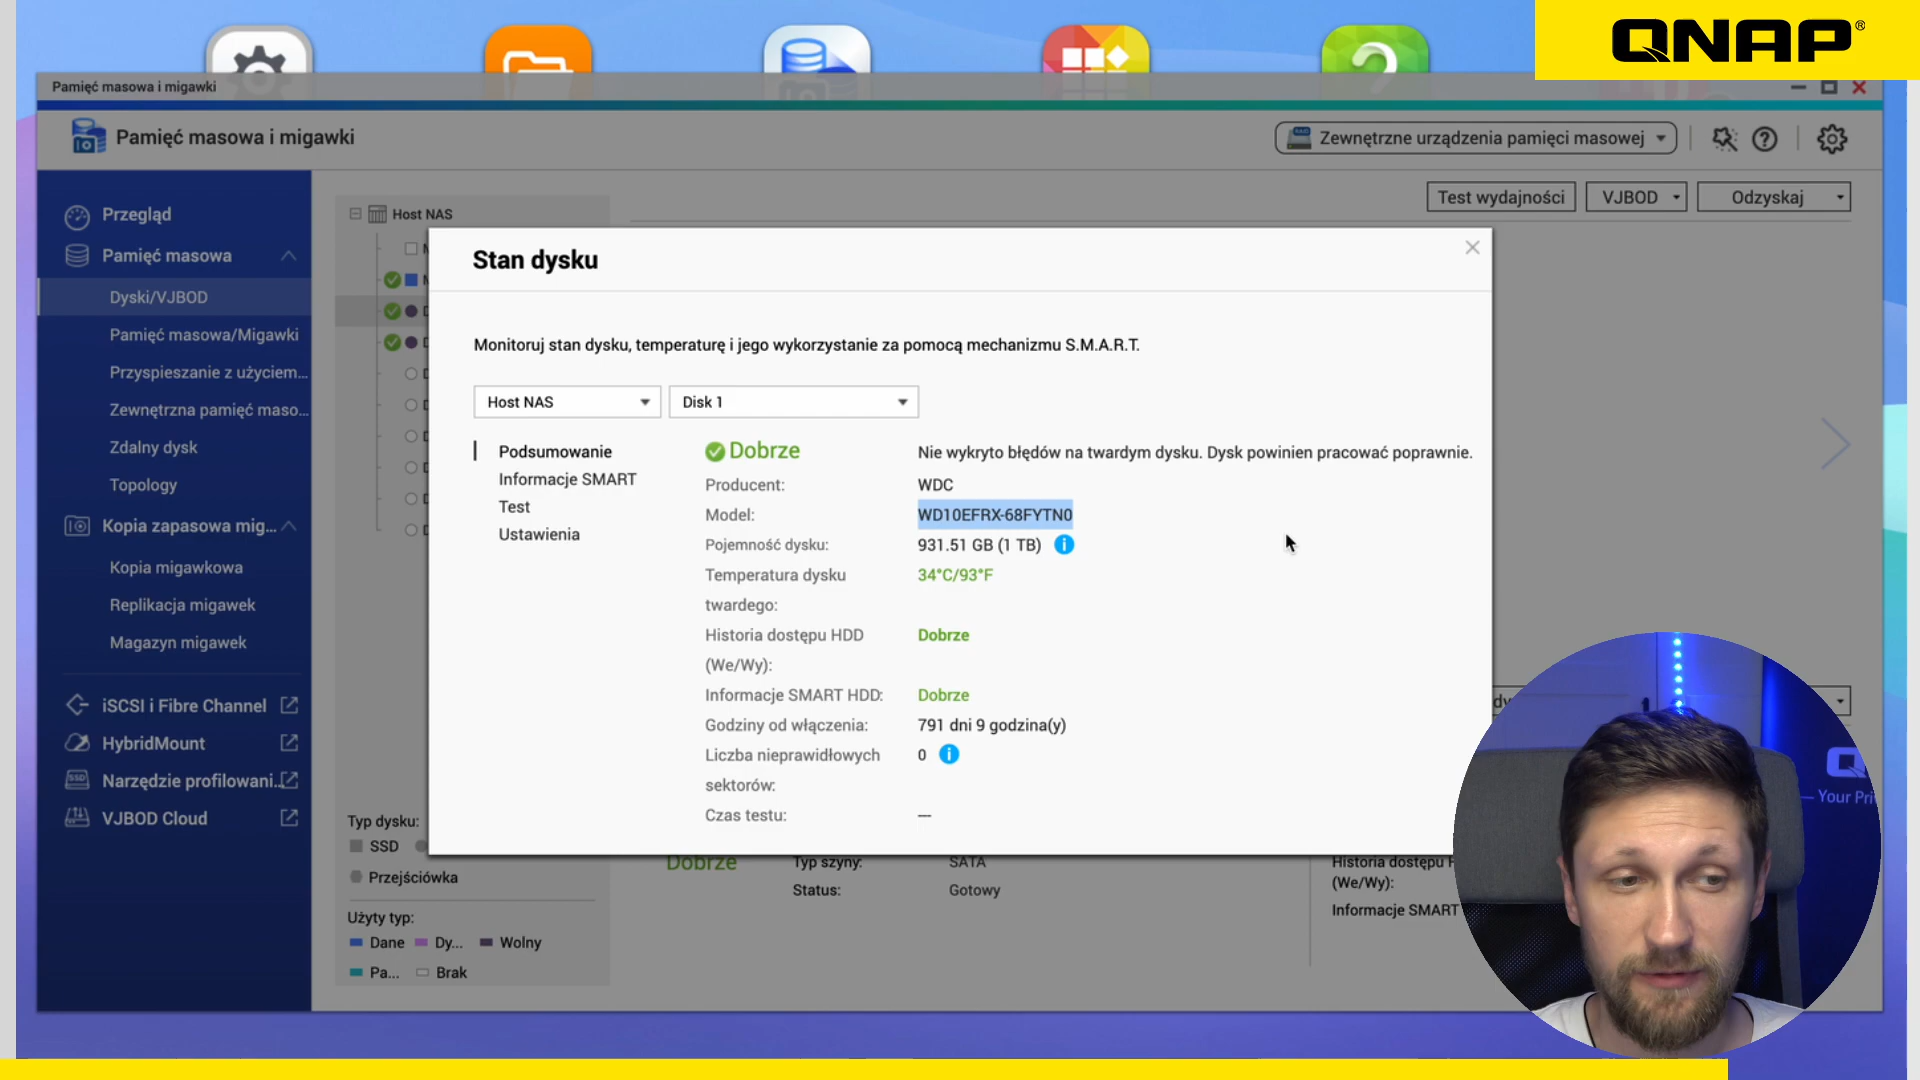 QNAP®
Pamięć masowa i migawki
Pamięć masowa i migawki
Zewnętrzne urządzenia pamięci masowej
Test wydajności
VJBOD
Odzyskaj
Przegląd
Pamięć masowa
Dyski/VJBOD
Pamięć masowa/Migawki
Przyspieszanie z użyciem...
Zewnętrzna pamięć maso...
Zdalny dysk
Topology
Kopia zapasowa mig...
Kopia migawkowa
Replikacja migawek
Magazyn migawek
iSCSI i Fibre Channel
HybridMount
Narzędzie profilowani...
VJBOD Cloud
Host NAS
Stan dysku
Monitoruj stan dysku, temperaturę i jego wykorzystanie za pomocą mechanizmu S.M.A.R.T.
Host NAS
Disk 1
Podsumowanie
Informacje SMART
Test
Ustawienia
Dobrze Nie wykryto błędów na twardym dysku. Dysk powinien pracować poprawnie.
Producent: WDC
Model: WD10EFRX-68FYTN0
Pojemność dysku: 931.51 GB (1 TB)
Temperatura dysku 34°C/93°F
twardego:
Historia dostępu HDD Dobrze
(We/Wy):
Informacje SMART HDD: Dobrze
Godziny od włączenia: 791 dni 9 godzina(y)
Liczba nieprawidłowych 0
sektorów:
Czas testu: —
Typ dysku:
SSD
Przejściówka
Użyty typ:
Dane Dy... Wolny
Pa... Brak
Dobrze
Typ szyny: SATA
Status: Gotowy
Historia dostępu
(We/Wy):
Informacje SMART
Your